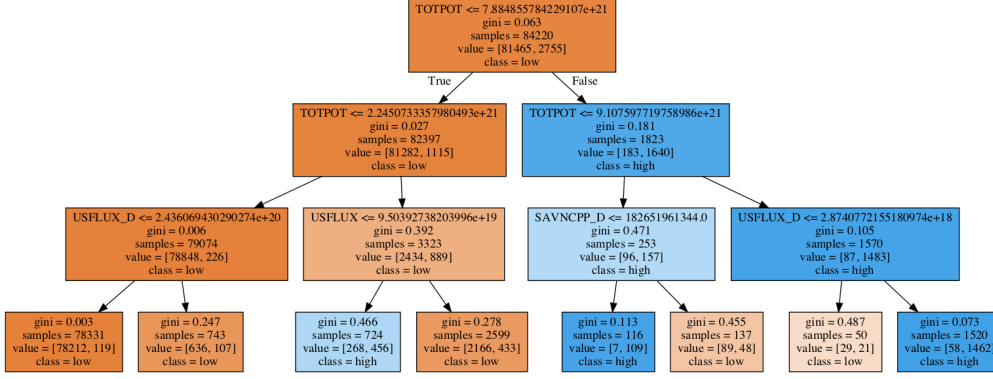 TOTPOT <= 7.884855784229107e+21
gini = 0.063
samples = 84220
value = [81465, 2755]
class = low
True
False
TOTPOT <= 2.2450733357980493e+21
gini = 0.027
samples = 82397
value = [81282, 1115]
class = low
TOTPOT <= 9.107597719758986e+21
gini = 0.181
samples = 1823
value = [183, 1640]
class = high
USFLUX_D <= 2.436069430290274e+20
gini = 0.006
samples = 79074
value = [78848, 226]
class = low
USFLUX <= 9.50392738203996e+19
gini = 0.392
samples = 3323
value = [2434, 889]
class = low
SAVNCPP_D <= 182651961344.0
gini = 0.471
samples = 253
value = [96, 157]
class = high
USFLUX_D <= 2.8740772155180974e+18
gini = 0.105
samples = 1570
value = [87, 1483]
class = high
gini = 0.003
samples = 78331
value = [78212, 119]
class = low
gini = 0.247
samples = 743
value = [636, 107]
class = low
gini = 0.466
samples = 724
value = [268, 456]
class = high
gini = 0.278
samples = 2599
value = [2166, 433]
class = low
gini = 0.113
samples = 116
value = [7, 109]
class = high
gini = 0.455
samples = 137
value = [89, 48]
class = low
gini = 0.487
samples = 50
value = [29, 21]
class = low
gini = 0.073
samples = 1520
value = [58, 1462]
class = high